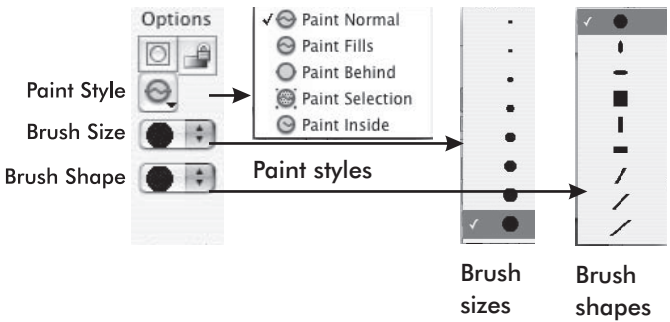 Options
Paint Style
Brush Size
Brush Shape
Paint Normal
Paint Fills
Paint Behind
Paint Selection
Paint Inside
Paint styles
Brush
sizes
Brush
shapes